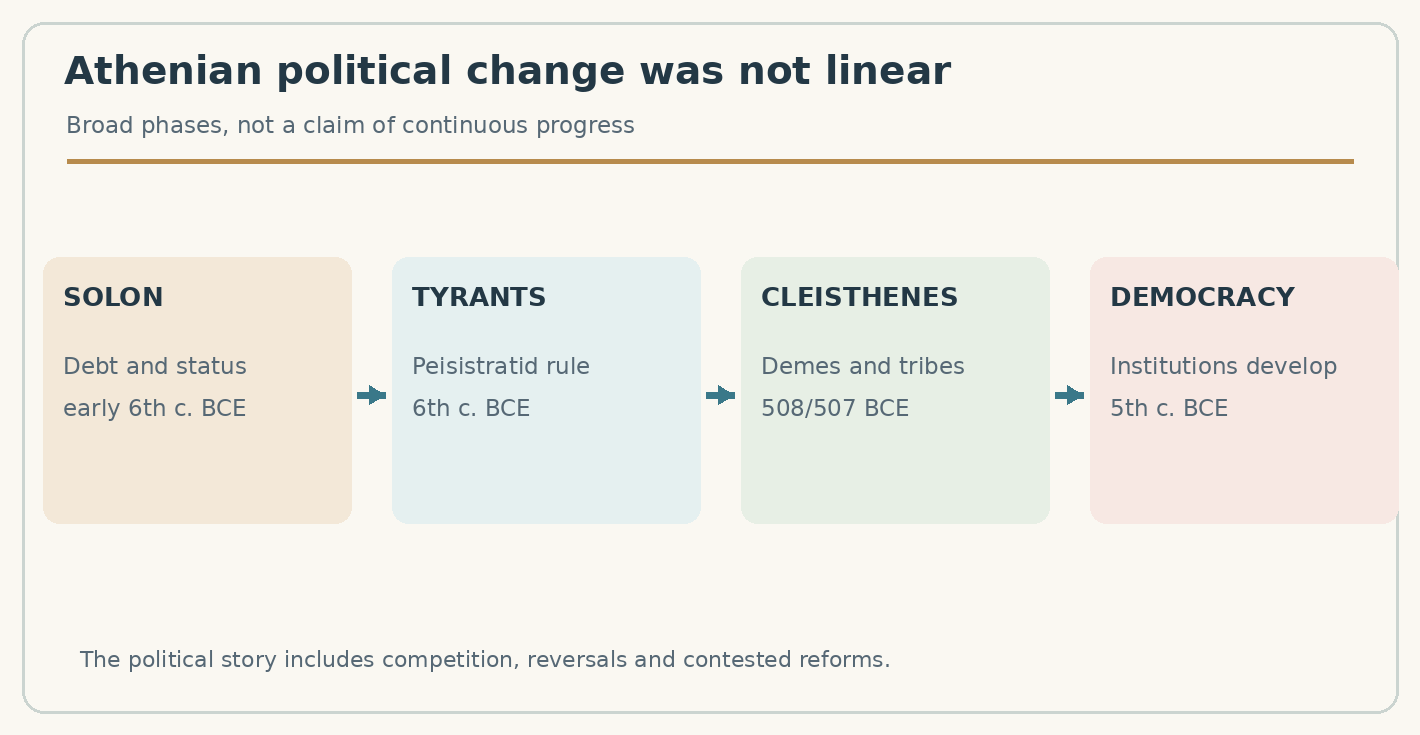 Athenian political change was not linear
Broad phases, not a claim of continuous progress
SOLON
Debt and status
early 6th c. BCE
TYRANTS
Peisistratid rule
6th c. BCE
CLEISTHENES
Demes and tribes
508/507 BCE
DEMOCRACY
Institutions develop
5th c. BCE
The political story includes competition, reversals and contested reforms.